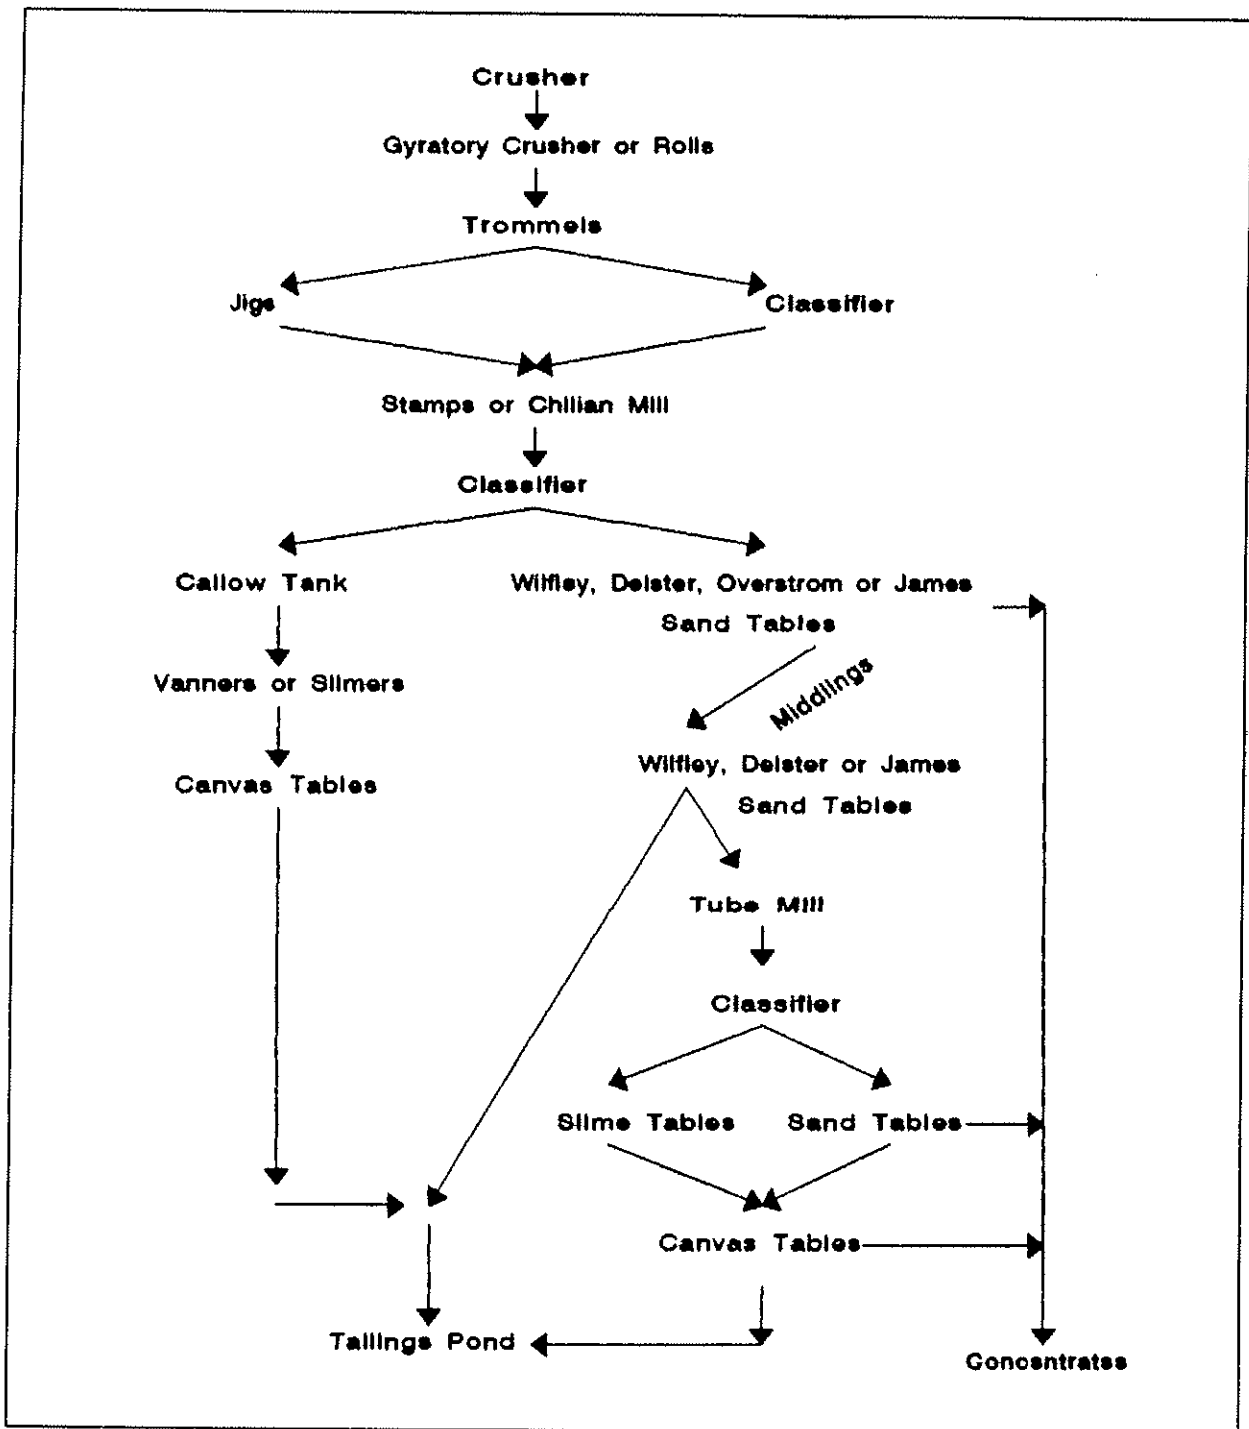 Crusher
Gyratory Crusher or Rolls
Trommels
Jigs
Classifier
Stamps or Chilian Mill
Classifier
Callow Tank
Wilfley, Deister, Overstrom or James
Sand Tables
Middlings
Vanners or Slimers
Wilfley, Deister or James
Sand Tables
Canvas Tables
Tube Mill
Classifier
Slime Tables
Sand Tables
Canvas Tables
Tailings Pond
Concentrates